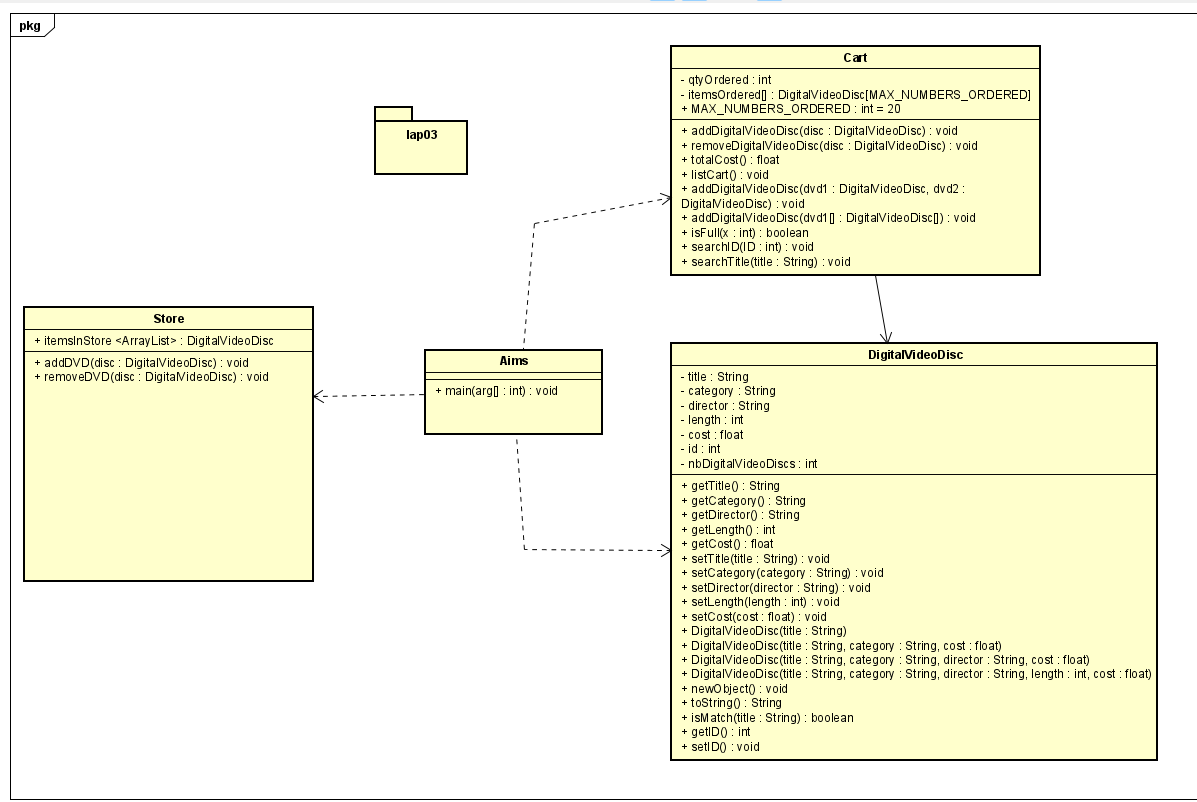 pkg
lap03
Cart
- qtyOrdered : int
- itemsOrdered[] : DigitalVideoDisc[MAX_NUMBERS_ORDERED]
+ MAX_NUMBERS_ORDERED : int = 20
+ addDigitalVideoDisc(disc : DigitalVideoDisc) : void
+ removeDigitalVideoDisc(disc : DigitalVideoDisc) : void
+ totalCost() : float
+ listCart() : void
+ addDigitalVideoDisc(dvd1 : DigitalVideoDisc, dvd2 :
DigitalVideoDisc) : void
+ addDigitalVideoDisc(dvd1[] : DigitalVideoDisc[]) : void
+ isFull(x : int) : boolean
+ searchID(ID : int) : void
+ searchTitle(title : String) : void
Store
+ itemsInStore <ArrayList> : DigitalVideoDisc
+ addDVD(disc : DigitalVideoDisc) : void
+ removeDVD(disc : DigitalVideoDisc) : void
Aims
+ main(arg[] : int) : void
DigitalVideoDisc
- title : String
- category : String
- director : String
- length : int
- cost : float
- id : int
- nbDigitalVideoDiscs : int
+ getTitle() : String
+ getCategory() : String
+ getDirector() : String
+ getLength() : int
+ getCost() : float
+ setTitle(title : String) : void
+ setCategory(category : String) : void
+ setDirector(director : String) : void
+ setLength(length : int) : void
+ setCost(cost : float) : void
+ DigitalVideoDisc(title : String)
+ DigitalVideoDisc(title : String, category : String, cost : float)
+ DigitalVideoDisc(title : String, category : String, director : String, cost : float)
+ DigitalVideoDisc(title : String, category : String, director : String, length : int, cost : float)
+ newObject() : void
+ toString() : String
+ isMatch(title : String) : boolean
+ getID() : int
+ setID() : void